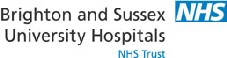 Brighton and Sussex NHS
University Hospitals
NHS Trust